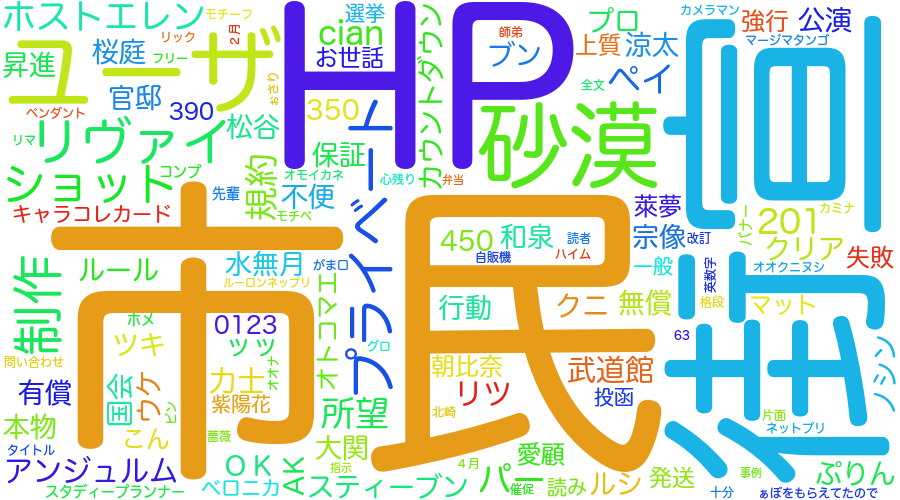 ホストエレン
モチーフ
選挙
プロ
カメラマン
強行
公演
ユーザ
リック
2月
cian
師弟
上質
涼太
マージマタンゴ
桜庭
フリー
お世話
ブン
昇進
官邸
おさり
HP
全文
ペイ
ペンダント
390
350
カウントダウン
砂漠
リマ
リヴァイ
松谷
プライベート
保証
ショット
コンプ
規約
オモイカネ
心残り
弁当
キャラコレカード
先輩
不便
モチベ
萊夢
201
カミナ
市民
450
和泉
読者
宗像
改訂
バナー
クリア
失敗
ルール
水無月
がまロ
自販機
ハイム
一般
英数字
オオクニヌシ
制作
ルーロンネップリ
オトコマエ
行動
クニ
無償
格段
マット
ホメ
0123
グロ
63
ツキ
ツッ
問い合わせ
朝比奈
武道館
ノシン
有償
国会
ウケ
力士
オオナ
リツ
投函
本物
ピン
紫陽花
所望
北崎
片面
ネットプリ
こん
薔薇
大関
愛顧
タイトル
OK
指示
4月
パー
アンジュルム
AK
スティーブン
催促
読み
ルシ
発送
事例
ぷりん
スタディープランナー
ベロニカ
十分
ぁぽをもらえてたので